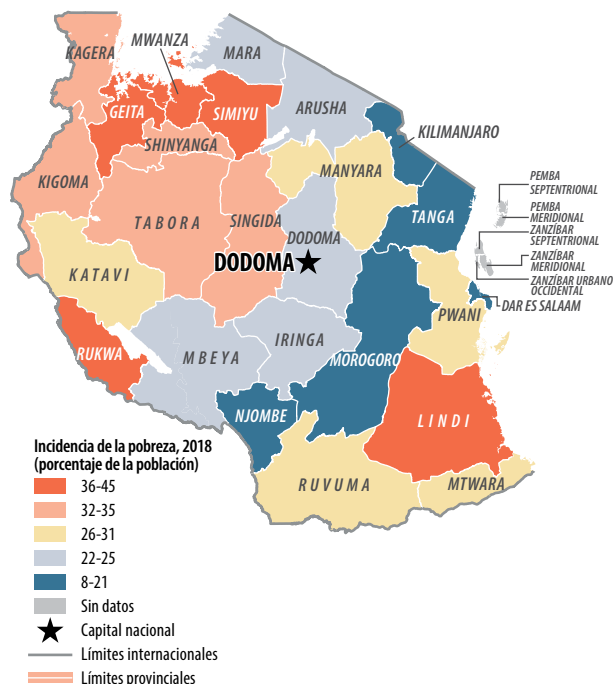 MARA
MWANZA
KAGERA
GEITA
SIMIYU
ARUSHA
KILIMANJARO
SHINYANGA
MANYARA
KIGOMA
TABORA
SINGIDA
DODOMA
TANGA
PEMBA
SEPTENTRIONAL
PEMBA
MERIDIONAL
ZANZÍBAR
SEPTENTRIONAL
ZANZÍBAR
MERIDIONAL
ZANZÍBAR URBANO
OCCIDENTAL
DAR ES SALAAM
DODOMA
KATAVI
PWANI
RUKWA
MBEYA
IRINGA
MOROGORO
NJOMBE
LINDI
RUVUMA
MTWARA
Incidencia de la pobreza, 2018
(porcentaje de la población)
36-45
32-35
26-31
22-25
8-21
Sin datos
Capital nacional
Límites internacionales
Límites provinciales